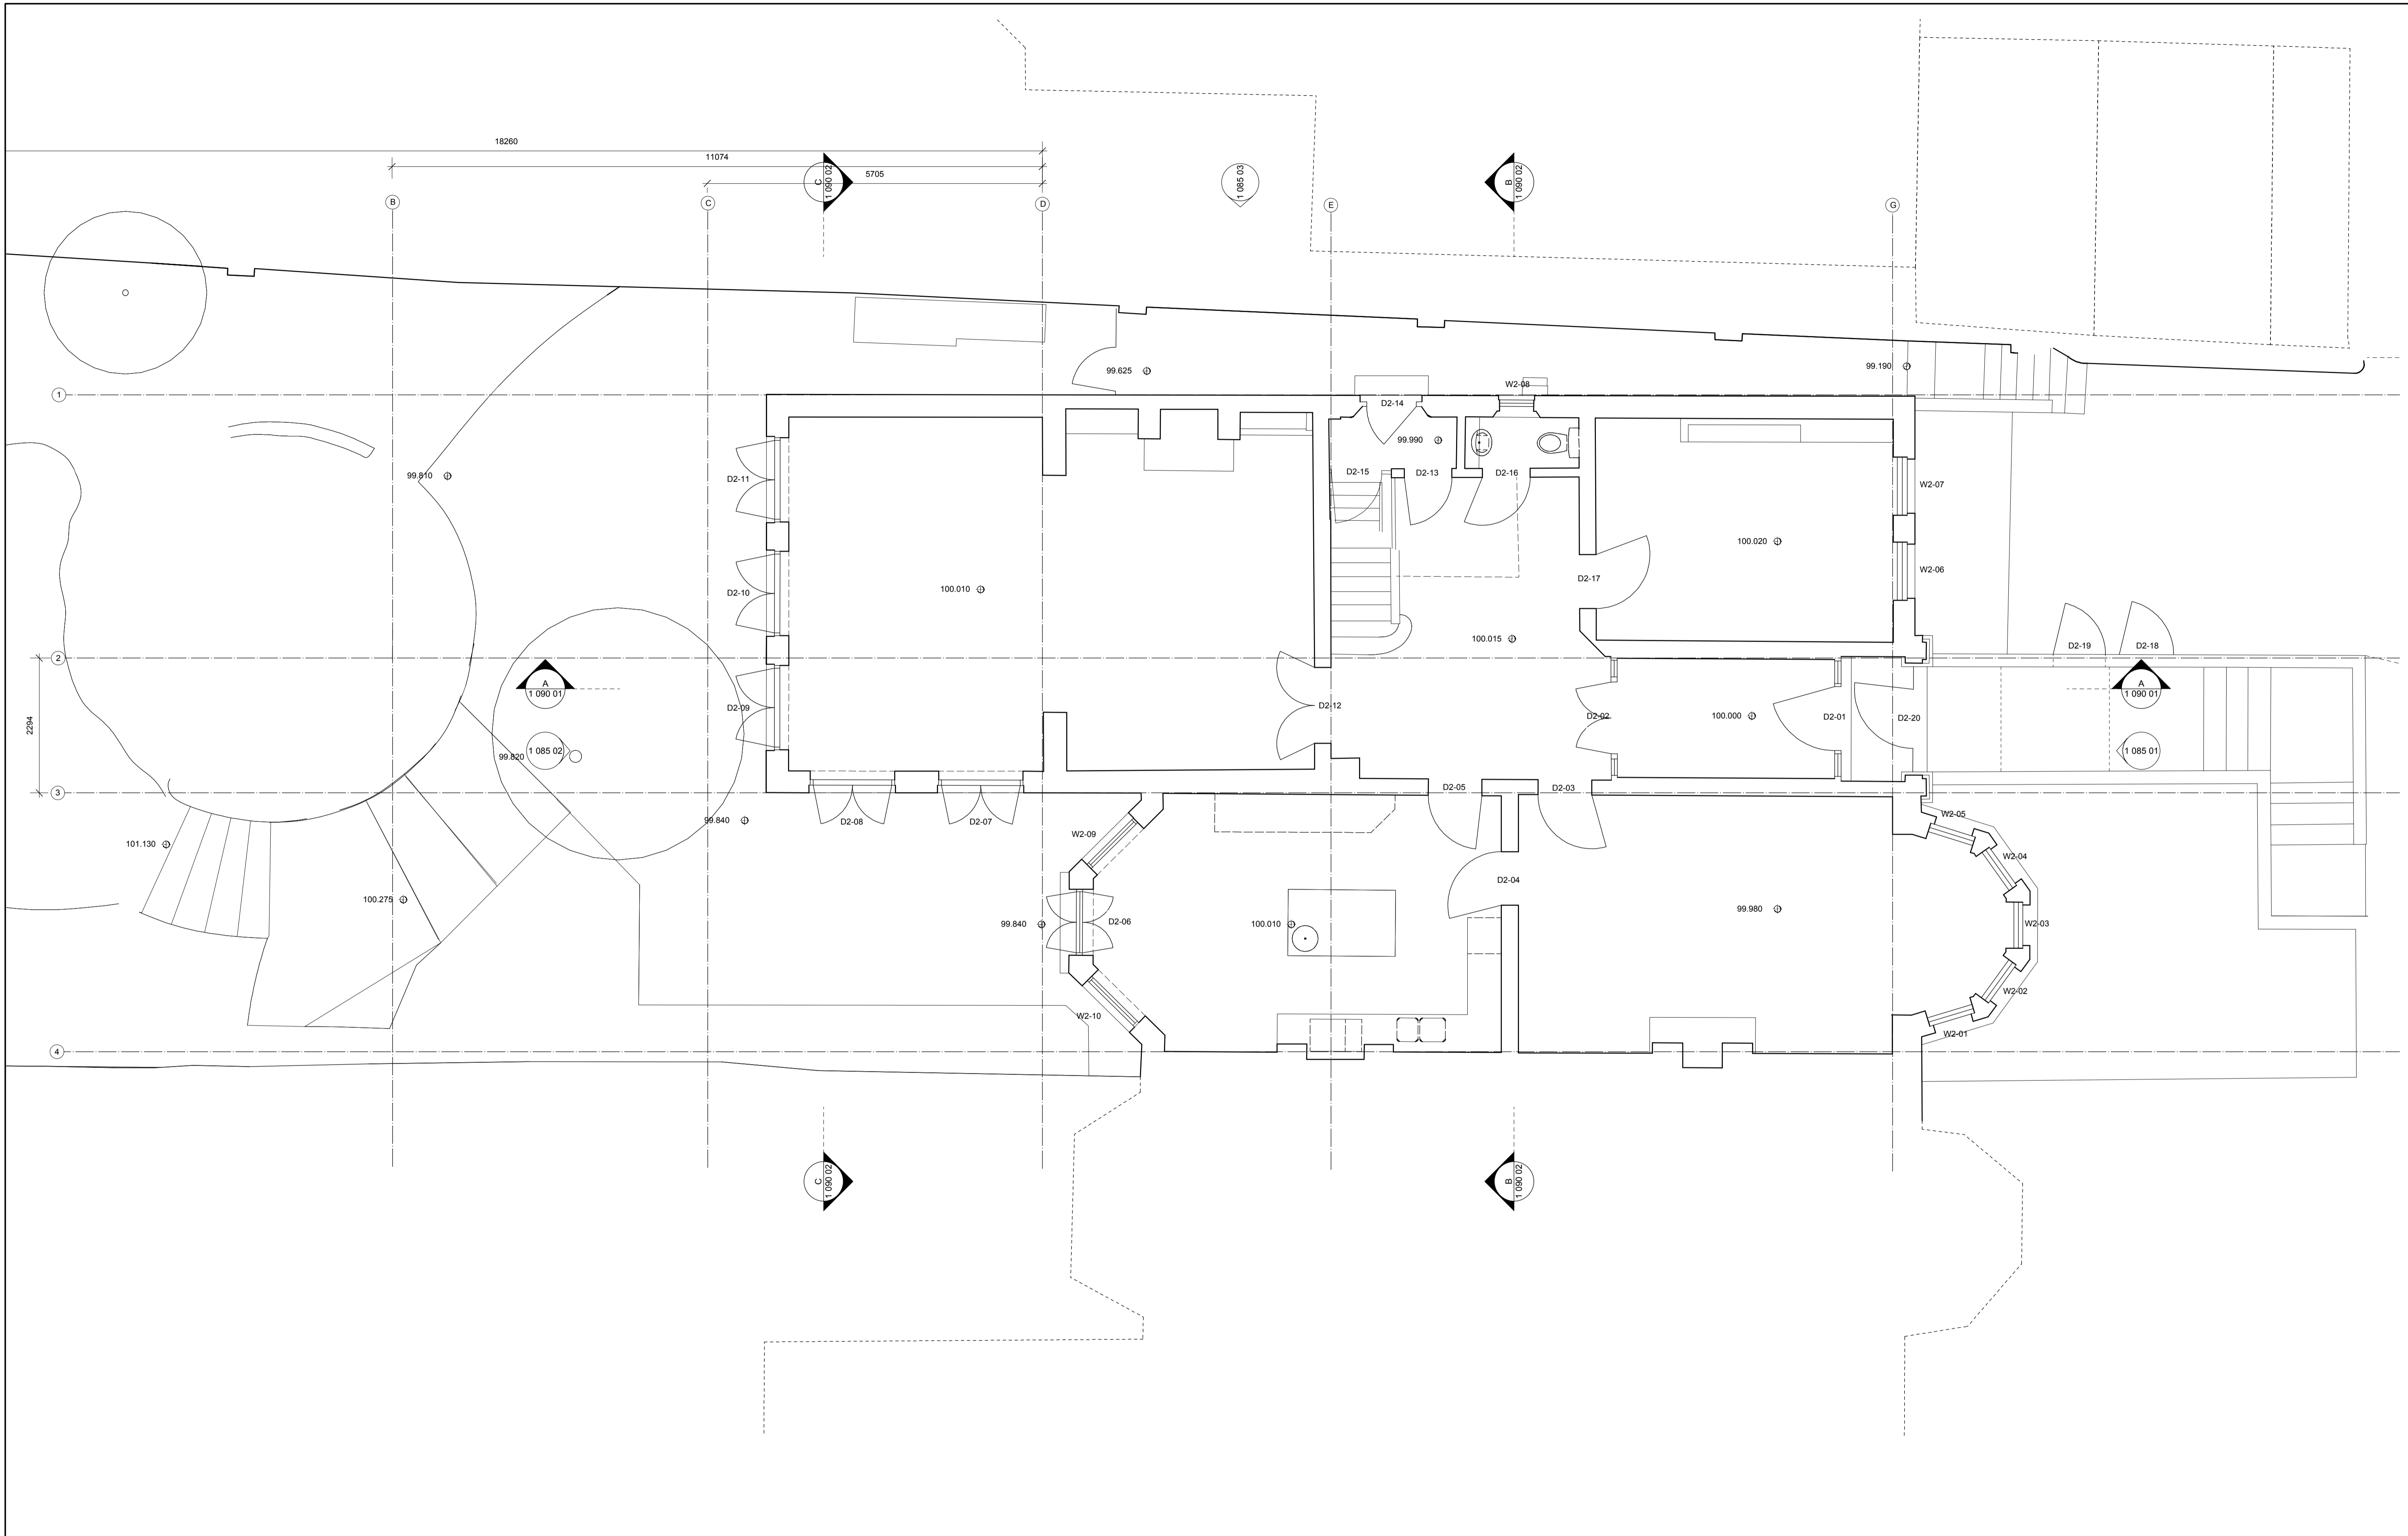 18260
11074
5705
C
1 090 02
1 085 03
B
1 090 02
B
C
D
E
G
99.625
99.190
1
W2-08
D2-14
99.990
D2-15
D2-13
D2-16
99.810
D2-11
W2-07
100.020
W2-06
D2-10
100.010
D2-17
100.015
D2-19
D2-18
2
A
1 090 01
A
1 090 01
2294
D2-09
D2-12
D2-02
100.000
D2-01
D2-20
1 085 02
99.820
1 085 01
3
D2-05
D2-03
99.840
D2-08
D2-07
W2-09
W2-05
101.130
W2-04
D2-04
100.275
99.840
D2-06
100.010
99.980
W2-03
W2-02
W2-10
W2-01
4
C
1 090 02
B
1 090 02